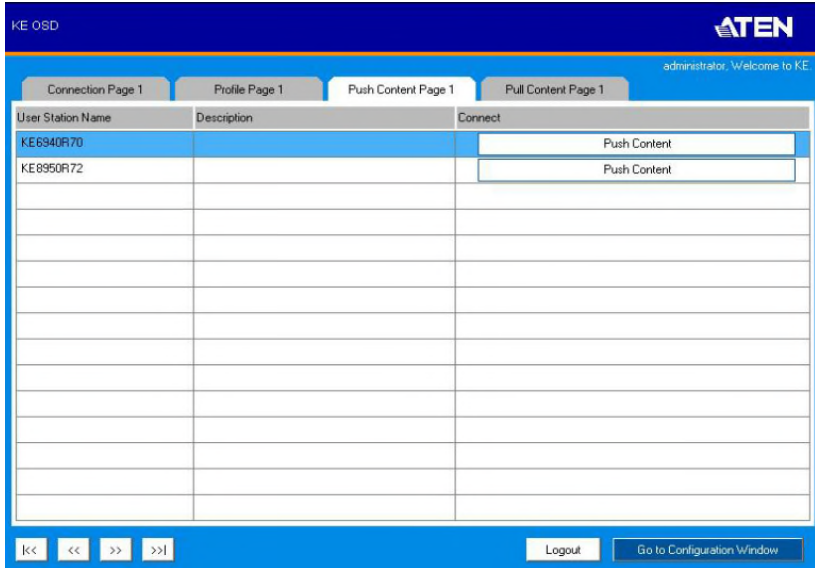 KE OSD
ATEN
administrator, Welcome to KE.
Connection Page 1 Profile Page 1 Push Content Page 1 Pull Content Page 1
User Station Name Description Connect
KE6940R70 Push Content
KE8950R72 Push Content
|<< << >> >>| Logout Go to Configuration Window